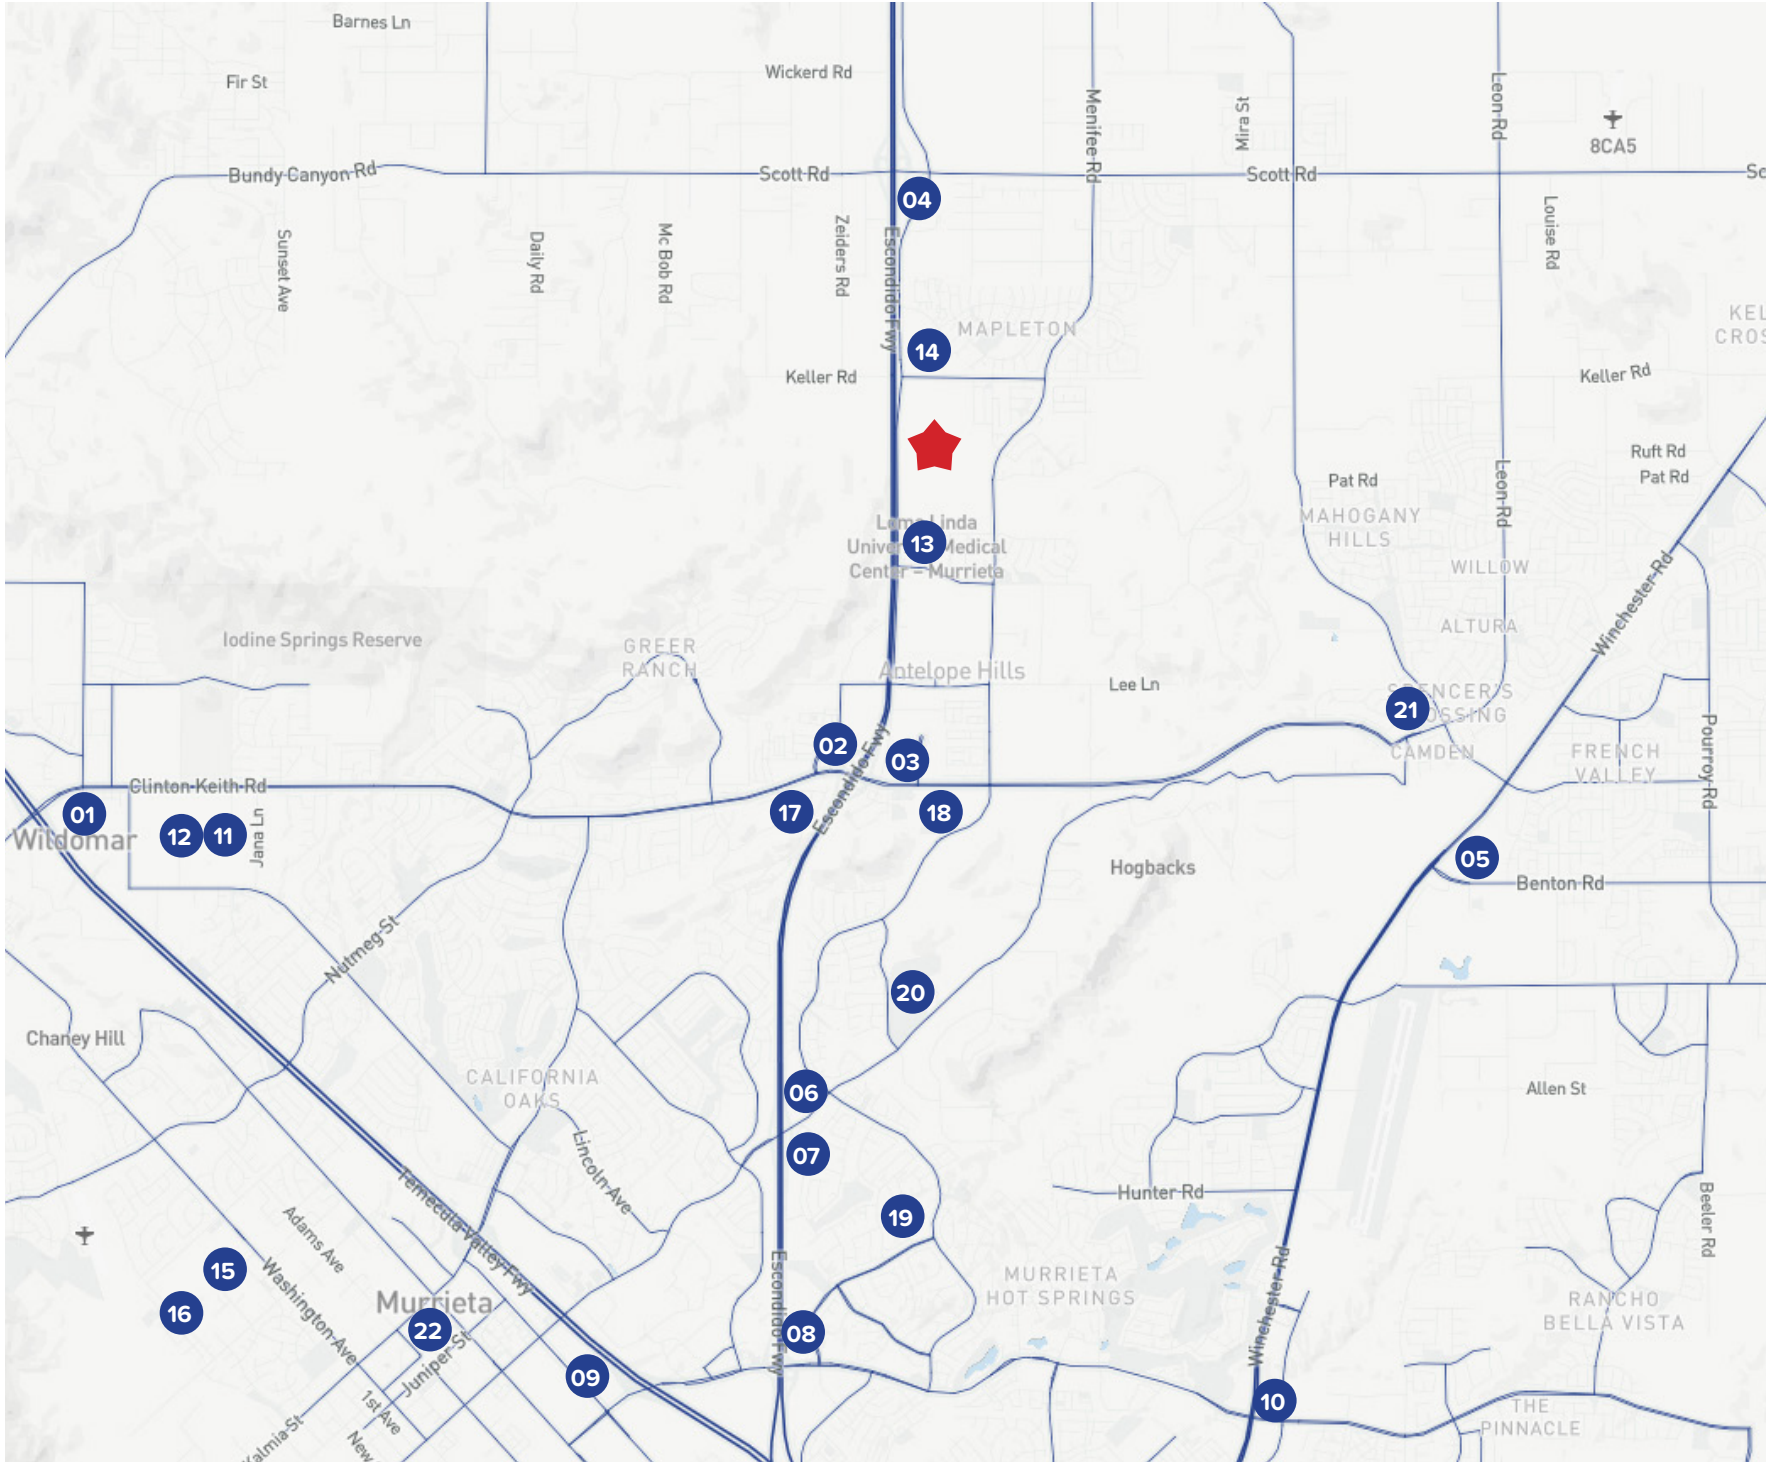 Barnes Ln
Fir St
Wickerd Rd
Menifee Rd
Mira St
Leon Rd
8CA5
Bundy Canyon Rd
Scott Rd
Scott Rd
Sc
04
Sunset Ave
Daily Rd
Mc Bob Rd
Zeiders Rd
Escondido Fwy
Louise Rd
MAPLETON
14
KEL
CROS
Keller Rd
Keller Rd
Ruft Rd
Pat Rd
Pat Rd
Leon Rd
MAHOGANY
HILLS
Loma Linda
University Medical
Center – Murrieta
13
WILLOW
Winchester Rd
ALTURA
Iodine Springs Reserve
GREER
RANCH
Antelope Hills
Lee Ln
SPENCER'S
CROSSING
21
CAMDEN
FRENCH
VALLEY
Pourroy Rd
02
03
Escondido Fwy
Clinton Keith Rd
01
17
18
Wildomar
12
11
Jana Ln
Hogbacks
05
Benton Rd
Nutmeg St
20
Chaney Hill
CALIFORNIA
OAKS
06
Allen St
Lincoln Ave
07
Hunter Rd
Temecula Valley Fwy
19
Beeler Rd
Adams Ave
15
Washington Ave
16
Murrieta
22
Juniper St
Escondido Fwy
08
MURRIETA
HOT SPRINGS
Winchester Rd
RANCHO
BELLA VISTA
09
10
1st Ave
THE
PINNACLE
Kalmia St
New